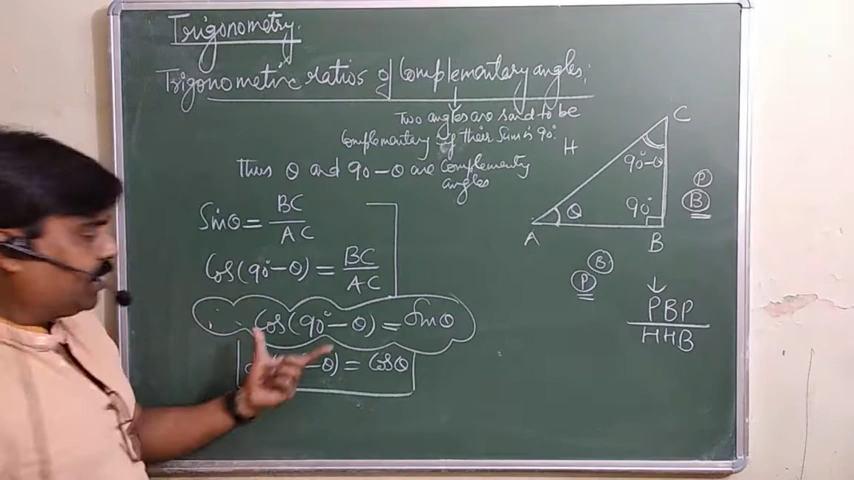 Trigonometry.
Trigonometric ratios of Complementary angles;
Two angles are said to be
Complementary if their Sum is 90°.
Thus θ and 90-θ are complementary
angles
Sinθ = BC/AC
Cos(90°-θ) = BC/AC
∴ Cos(90°-θ) = Sinθ
-θ) = Cosθ
H
C
90°-θ
θ
90°
A
B
P
B
B
P
PBP
HHB